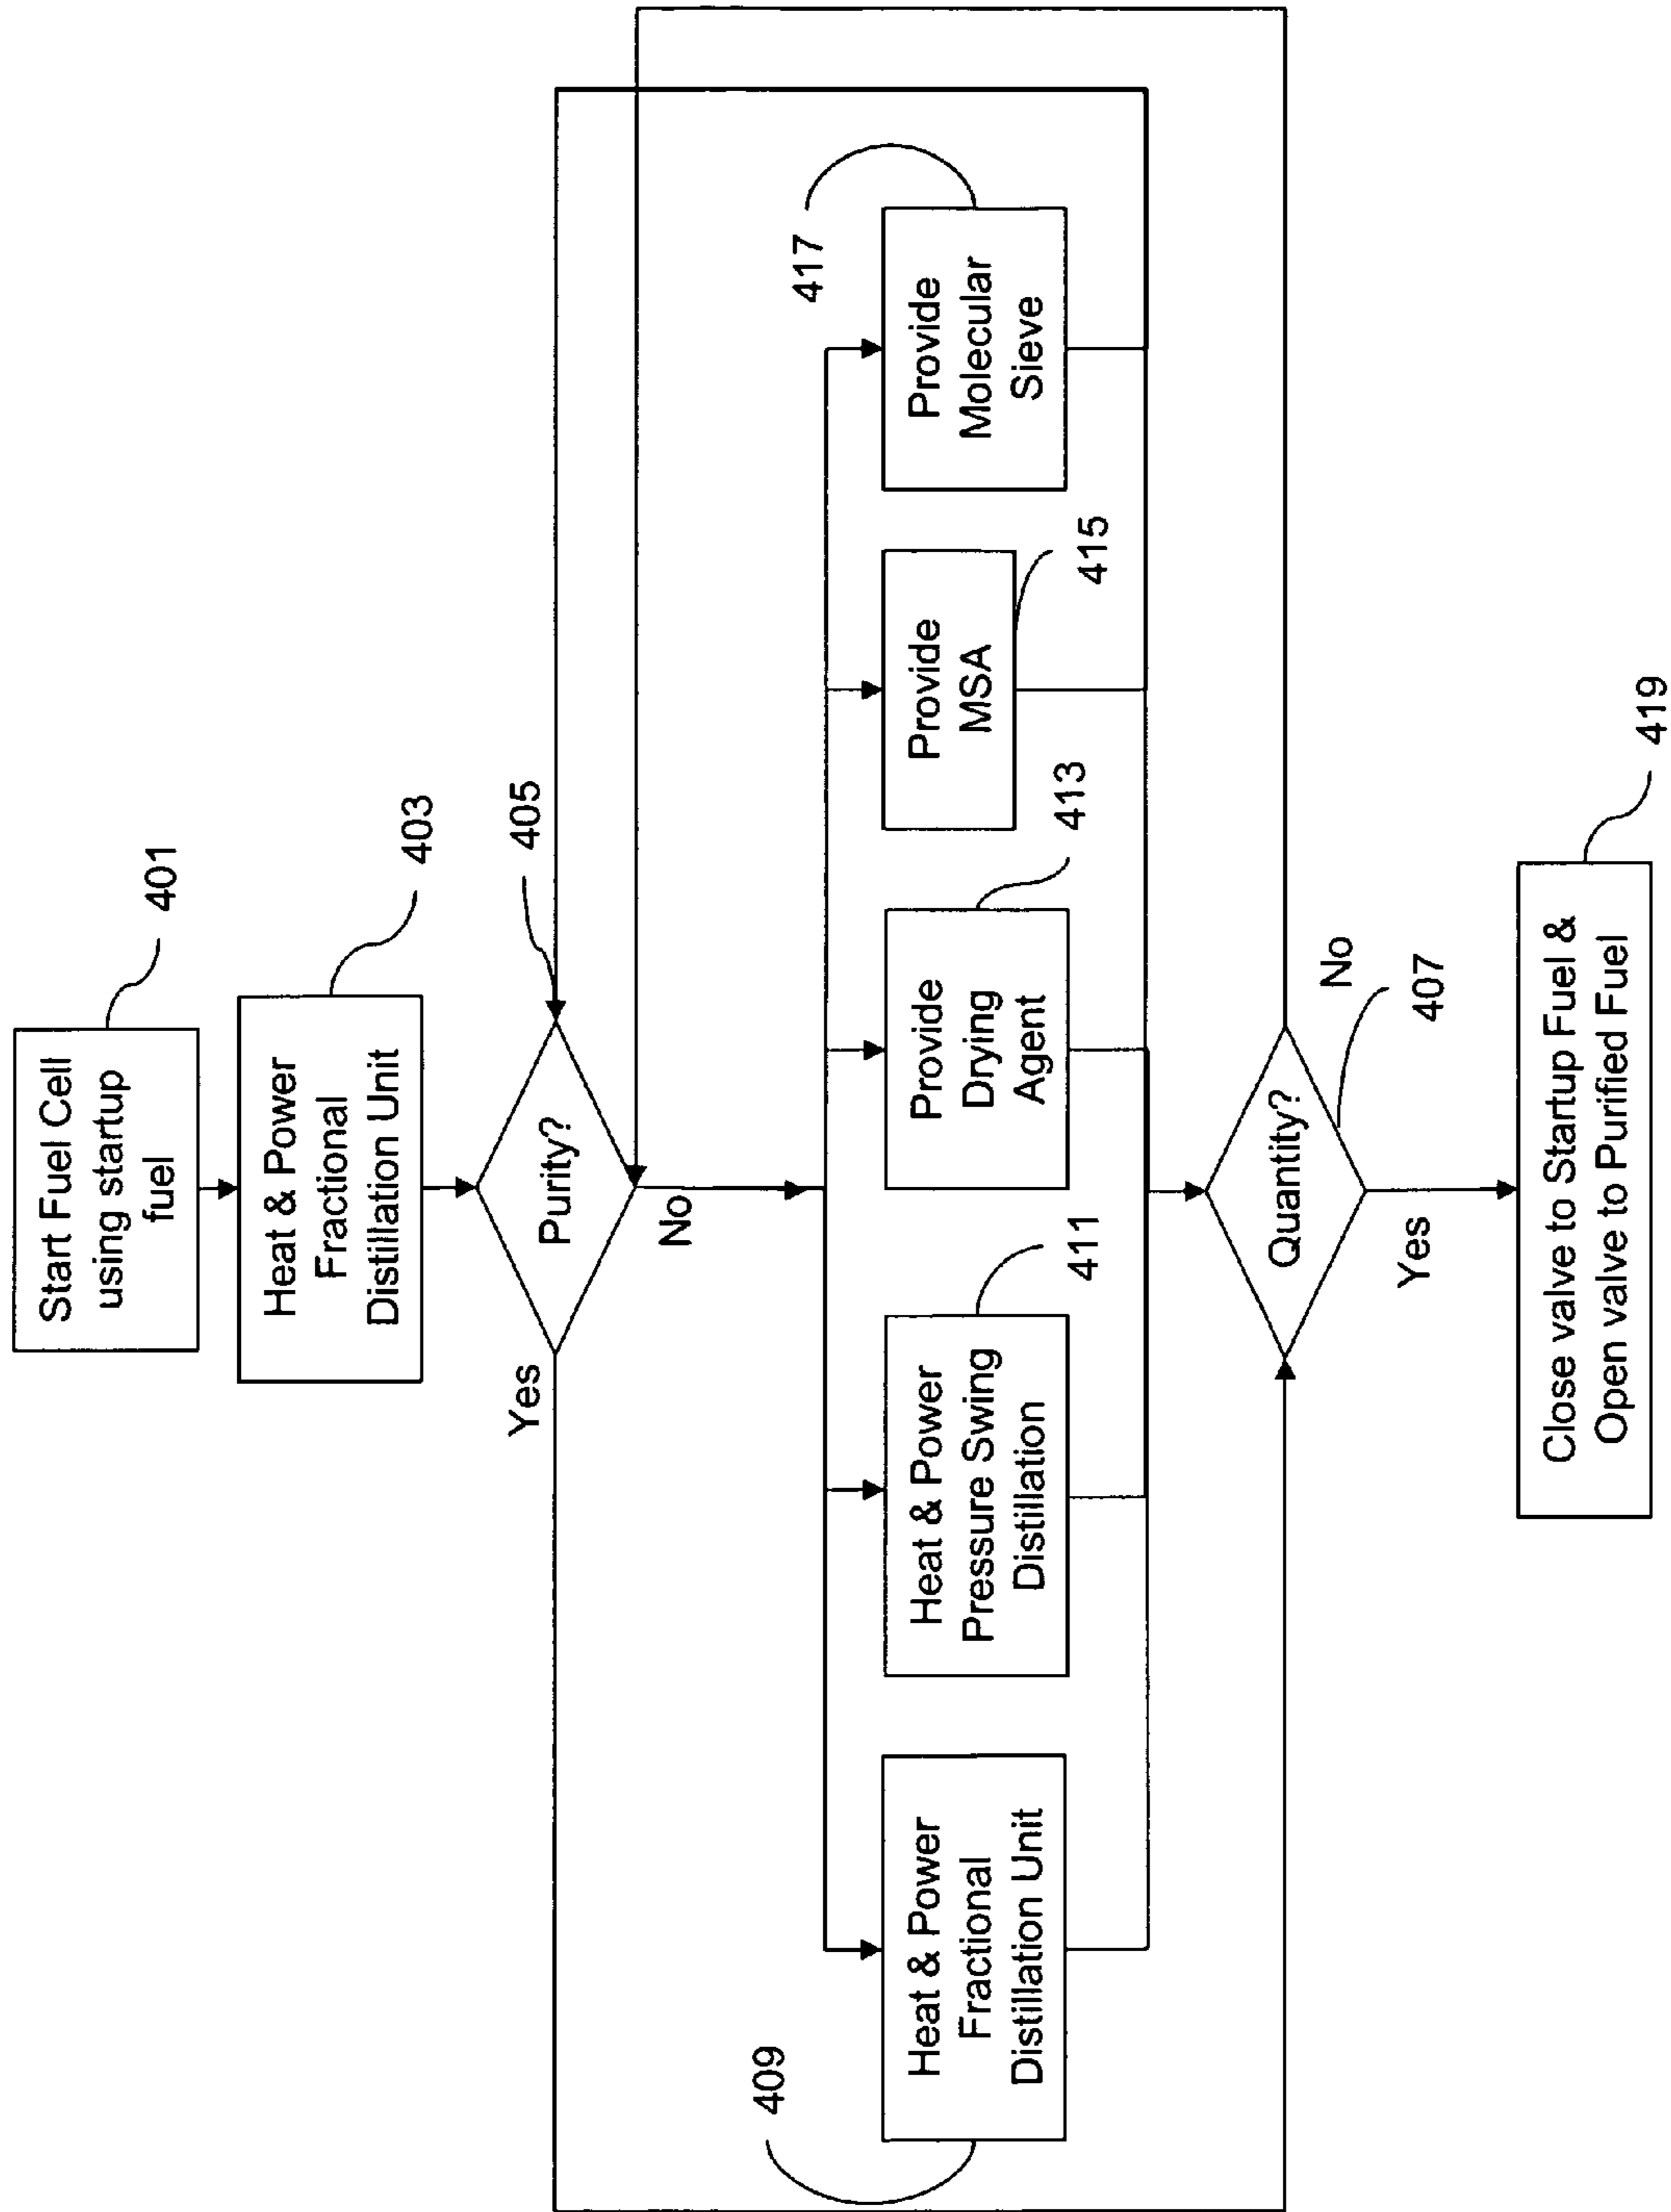 Start Fuel Cell
using startup
fuel
401
Heat & Power
Fractional
Distillation Unit
403
405
Purity?
Yes
No
409
Heat & Power
Fractional
Distillation Unit
Heat & Power
Pressure Swing
Distillation
411
Provide
Drying
Agent
413
Provide
MSA
415
Provide
Molecular
Sieve
417
Quantity?
No
407
Yes
Close valve to Startup Fuel &
Open valve to Purified Fuel
419